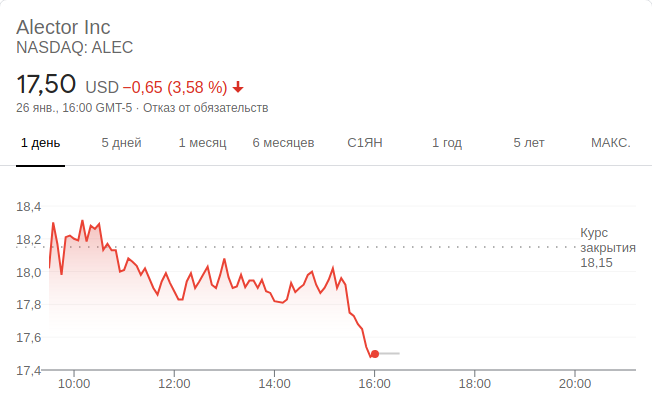 Alector Inc
NASDAQ: ALEC
17,50 USD −0,65 (3,58 %)
26 янв., 16:00 GMT-5 · Отказ от обязательств
1 день 5 дней 1 месяц 6 месяцев С1ЯН 1 год 5 лет МАКС.
18,4
18,2
18,0
17,8
17,6
17,4
Курс
закрытия
18,15
10:00 12:00 14:00 16:00 18:00 20:00